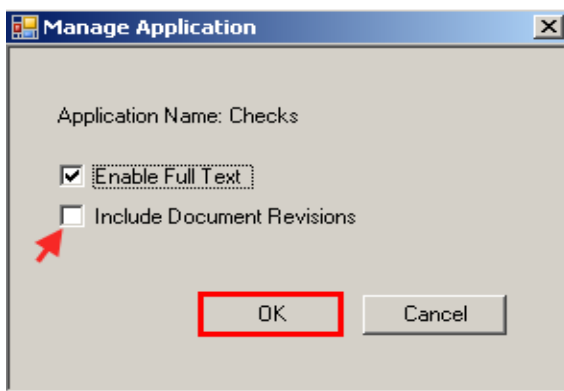 Manage Application
Application Name: Checks
Enable Full Text
Include Document Revisions
OK Cancel